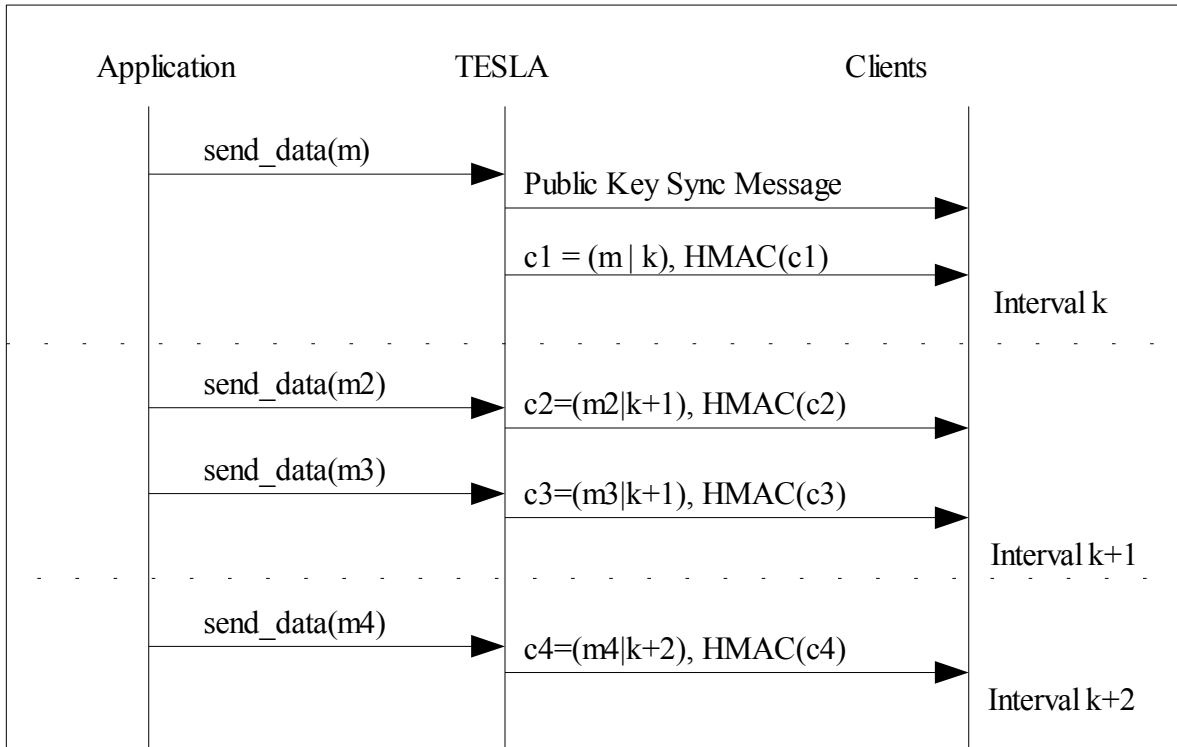 Application TESLA Clients
send_data(m)
Public Key Sync Message
c1 = (m | k), HMAC(c1)
Interval k
send_data(m2)
c2=(m2|k+1), HMAC(c2)
send_data(m3)
c3=(m3|k+1), HMAC(c3)
Interval k+1
send_data(m4)
c4=(m4|k+2), HMAC(c4)
Interval k+2